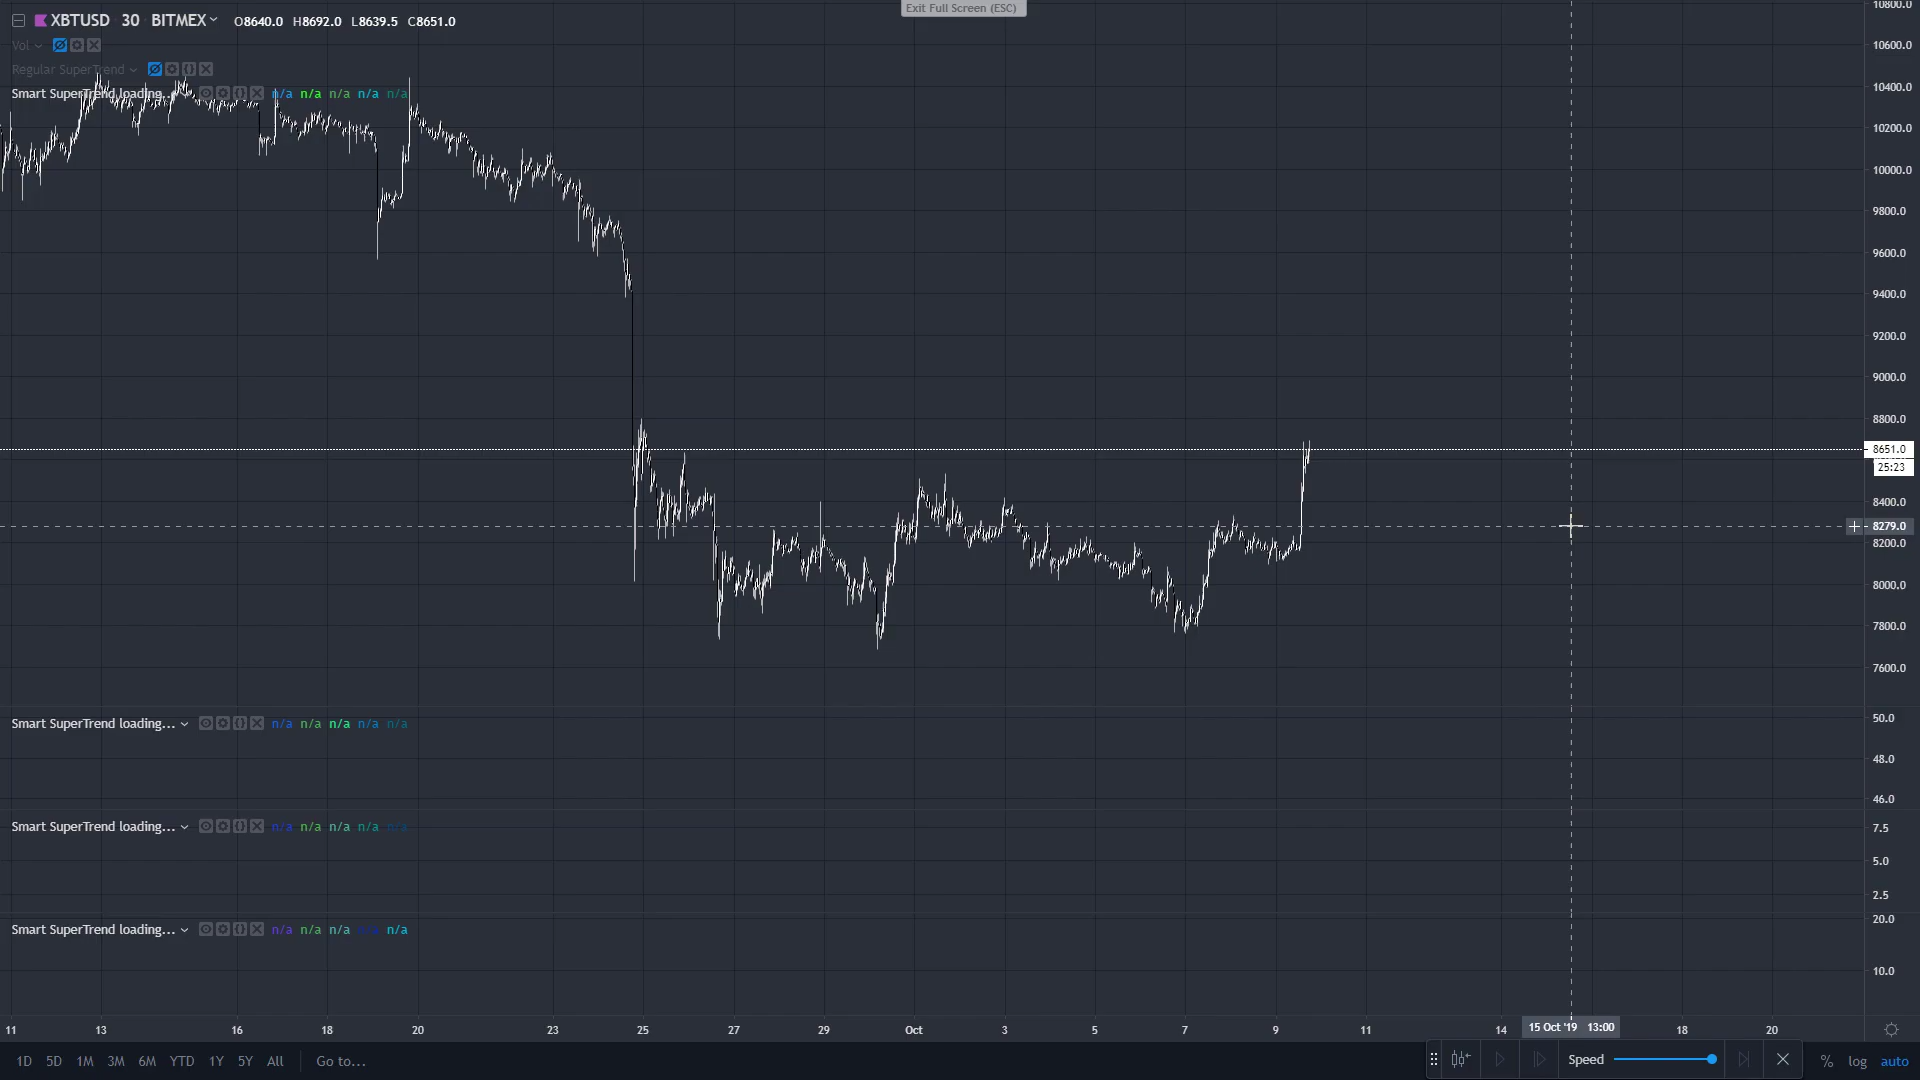 Exit Full Screen (ESC)
XBTUSD 30 BITMEX O8640.0 H8692.0 L8639.5 C8651.0
Vol
Regular SuperTrend
Smart SuperTrend loading... n/a n/a n/a n/a n/a
10800.0
10600.0
10400.0
10200.0
10000.0
9800.0
9600.0
9400.0
9200.0
9000.0
8800.0
8651.0
25:23
8400.0
8279.0
8200.0
8000.0
7800.0
7600.0
Smart SuperTrend loading... n/a n/a n/a n/a n/a
50.0
48.0
46.0
Smart SuperTrend loading... n/a n/a n/a n/a n/a
7.5
5.0
2.5
Smart SuperTrend loading... n/a n/a n/a n/a n/a
20.0
10.0
11 13 16 18 20 23 25 27 29 Oct 3 5 7 9 11 14 15 Oct '19 13:00 18 20
1D 5D 1M 3M 6M YTD 1Y 5Y All Go to... Speed % log auto